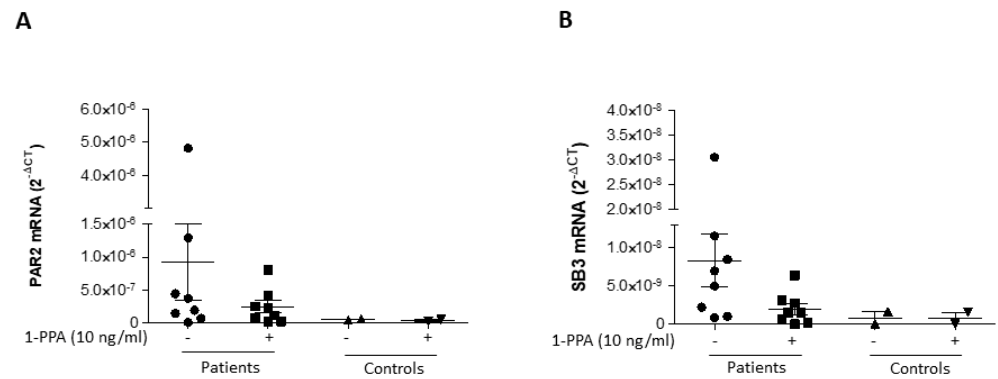 A
PAR2 mRNA (2^-ΔCT)
6.0x10^-6
5.0x10^-6
4.0x10^-6
3.0x10^-6
1.5x10^-6
1.0x10^-6
5.0x10^-7
0
1-PPA (10 ng/ml) - + - +
Patients Controls
B
SB3 mRNA (2^-ΔCT)
4.0x10^-8
3.5x10^-8
3.0x10^-8
2.5x10^-8
2.0x10^-8
1.0x10^-8
5.0x10^-9
0
1-PPA (10 ng/ml) - + - +
Patients Controls